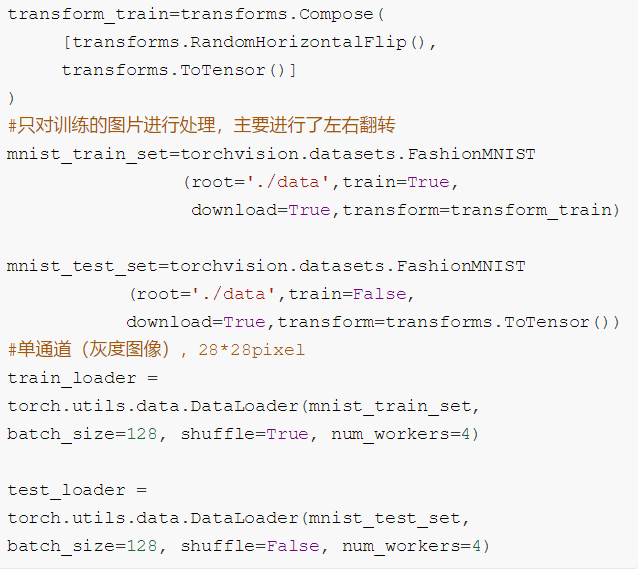 transform_train=transforms.Compose(
[transforms.RandomHorizontalFlip(),
transforms.ToTensor()]
)
#只对训练的图片进行处理，主要进行了左右翻转
mnist_train_set=torchvision.datasets.FashionMNIST
(root='./data',train=True,
download=True,transform=transform_train)
mnist_test_set=torchvision.datasets.FashionMNIST
(root='./data',train=False,
download=True,transform=transforms.ToTensor())
#单通道（灰度图像），28*28pixel
train_loader =
torch.utils.data.DataLoader(mnist_train_set,
batch_size=128, shuffle=True, num_workers=4)
test_loader =
torch.utils.data.DataLoader(mnist_test_set,
batch_size=128, shuffle=False, num_workers=4)